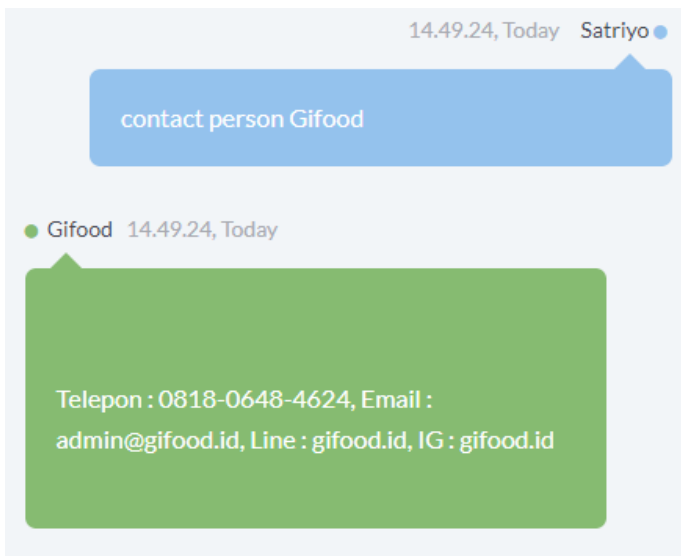 14.49.24, Today Satriyo
contact person Gifood
Gifood 14.49.24, Today
Telepon : 0818-0648-4624, Email :
admin@gifood.id, Line : gifood.id, IG : gifood.id